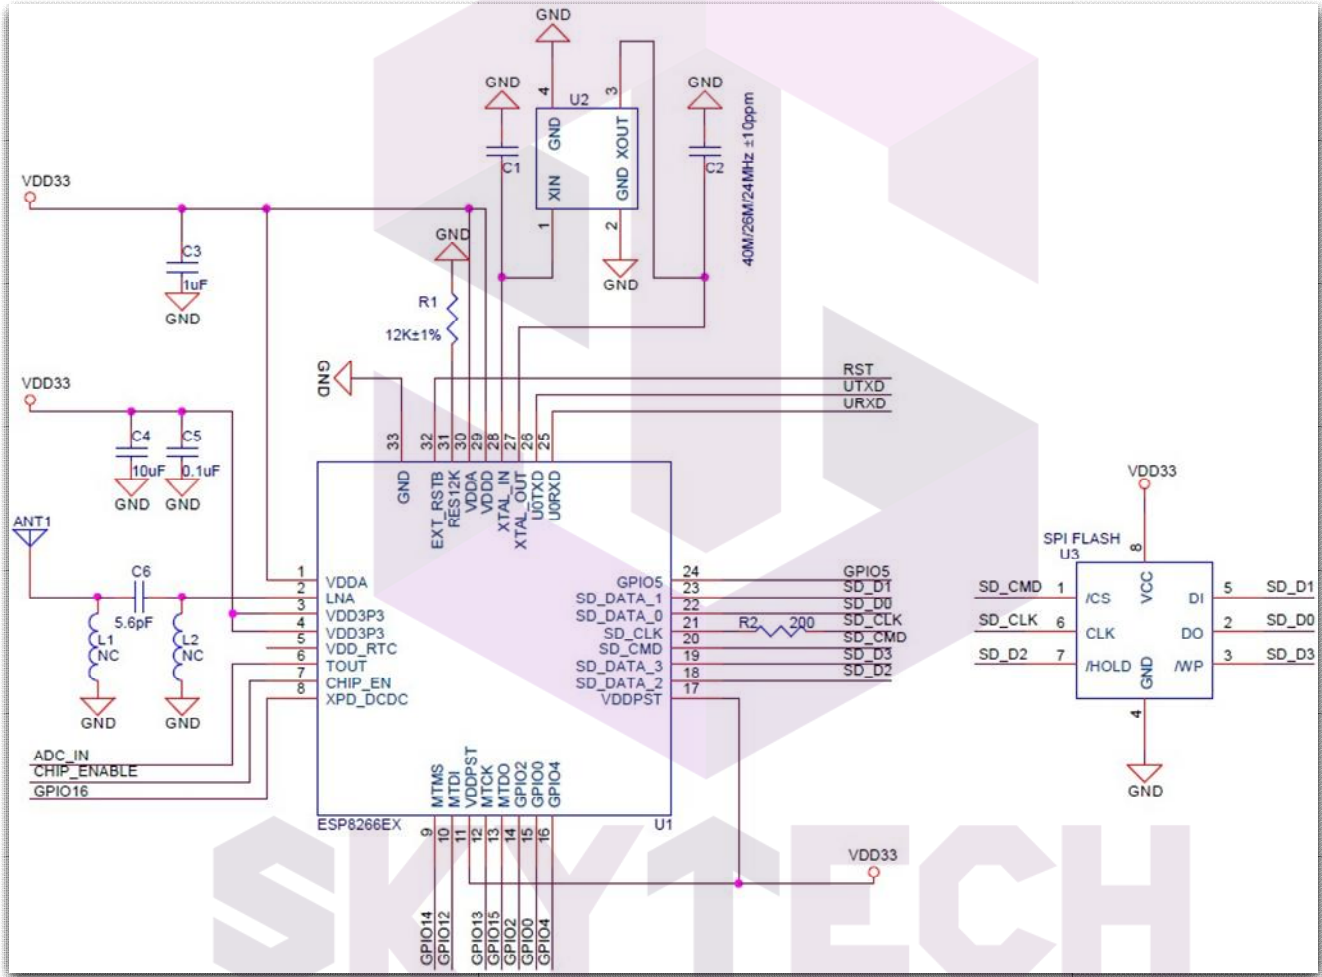 GND
GND
GND
4
3
U2
GND
XOUT
C1
C2
XIN
GND
40M/26M/24MHz ±10ppm
1
2
GND
VDD33
C3
1uF
GND
GND
R1
12K±1%
GND
RST
UTXD
URXD
VDD33
C4
C5
10uF
0.1uF
GND
GND
33
32
31
30
29
28
27
26
25
GND
EXT_RSTB
RES12K
VDDA
VDDD
XTAL_IN
XTAL_OUT
U0TXD
U0RXD
ANT1
C6
5.6pF
L1
NC
L2
NC
GND
GND
1
2
3
4
5
6
7
8
VDDA
LNA
VDD3P3
VDD3P3
VDD_RTC
TOUT
CHIP_EN
XPD_DCDC
GPIO5
SD_DATA_1
SD_DATA_0
SD_CLK
SD_CMD
SD_DATA_3
SD_DATA_2
VDDPST
24
23
22
21
20
19
18
17
R2
200
GPIO5
SD_D1
SD_D0
SD_CLK
SD_CMD
SD_D3
SD_D2
ADC_IN
CHIP_ENABLE
GPIO16
MTMS
MTDI
VDDPST
MTCK
MTDO
GPIO2
GPIO0
GPIO4
ESP8266EX
U1
9
10
11
12
13
14
15
16
GPIO14
GPIO12
GPIO13
GPIO15
GPIO2
GPIO0
GPIO4
VDD33
VDD33
SPI FLASH
U3
8
SD_CMD 1
/CS
VCC
DI
5 SD_D1
SD_CLK 6
CLK
DO
2 SD_D0
SD_D2 7
/HOLD
GND
/WP
3 SD_D3
4
GND
SKYTECH